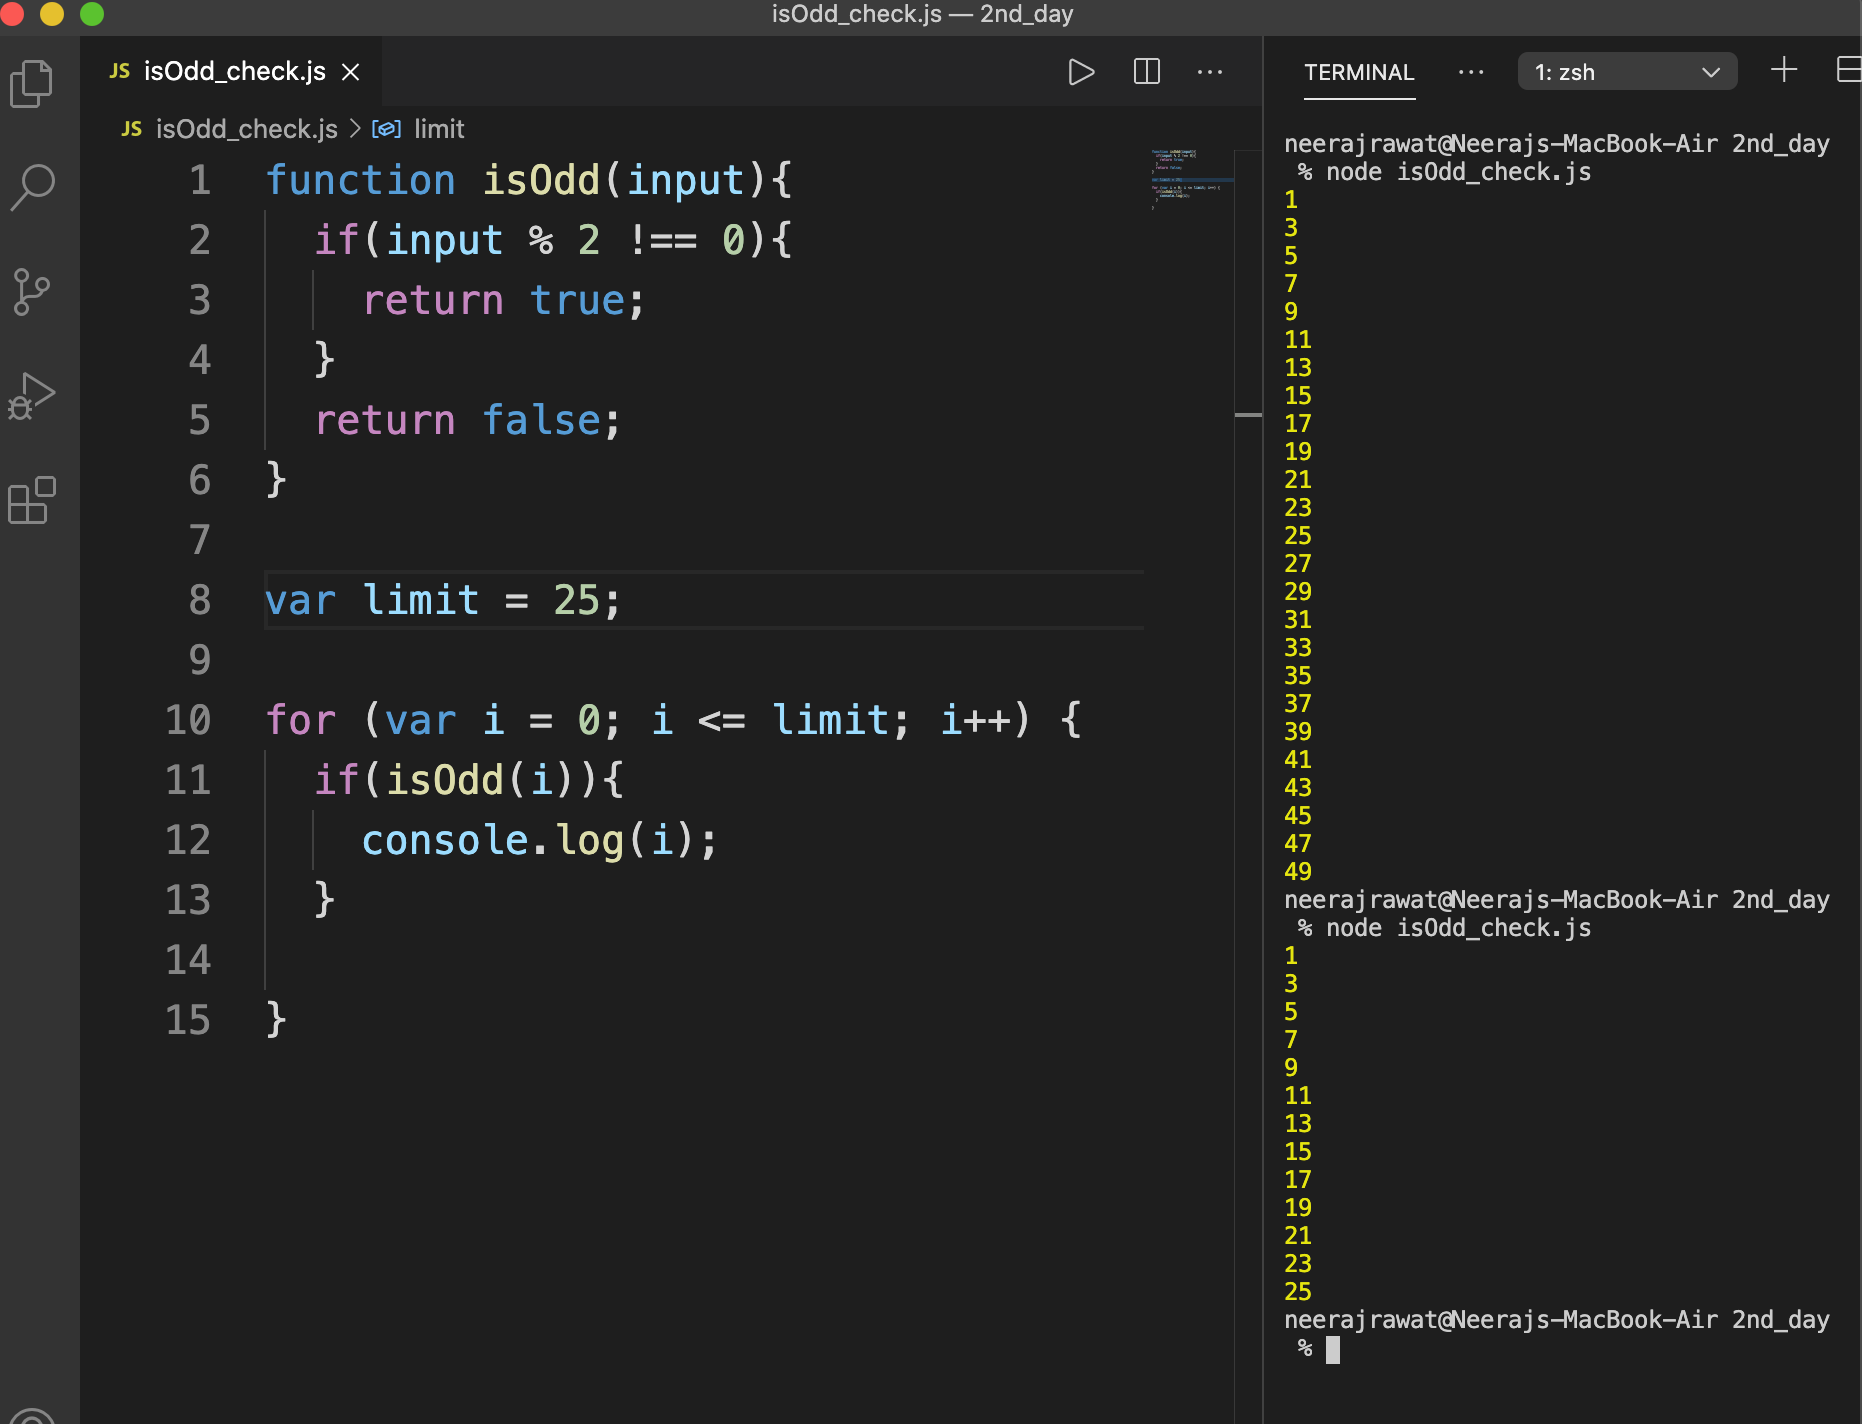 isOdd_check.js — 2nd_day
JS isOdd_check.js
JS isOdd_check.js > limit
1 function isOdd(input){
2   if(input % 2 !== 0){
3     return true;
4   }
5   return false;
6 }
7
8 var limit = 25;
9
10 for (var i = 0; i <= limit; i++) {
11   if(isOdd(i)){
12     console.log(i);
13   }
14
15 }
TERMINAL ... 1: zsh
neerajrawat@Neerajs-MacBook-Air 2nd_day
 % node isOdd_check.js
1
3
5
7
9
11
13
15
17
19
21
23
25
27
29
31
33
35
37
39
41
43
45
47
49
neerajrawat@Neerajs-MacBook-Air 2nd_day
 % node isOdd_check.js
1
3
5
7
9
11
13
15
17
19
21
23
25
neerajrawat@Neerajs-MacBook-Air 2nd_day
 %